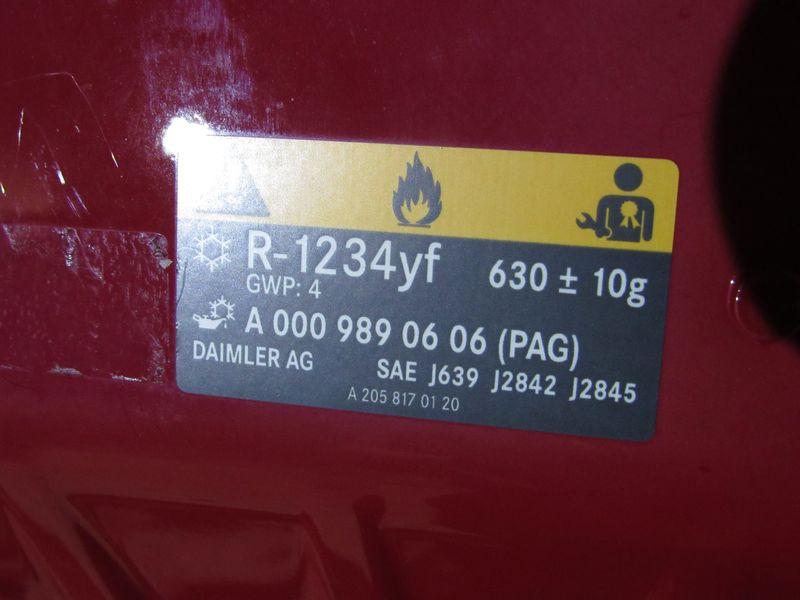 R-1234yf 630 ± 10g
GWP: 4
A 000 989 06 06 (PAG)
DAIMLER AG SAE J639 J2842 J2845
A 205 817 01 20